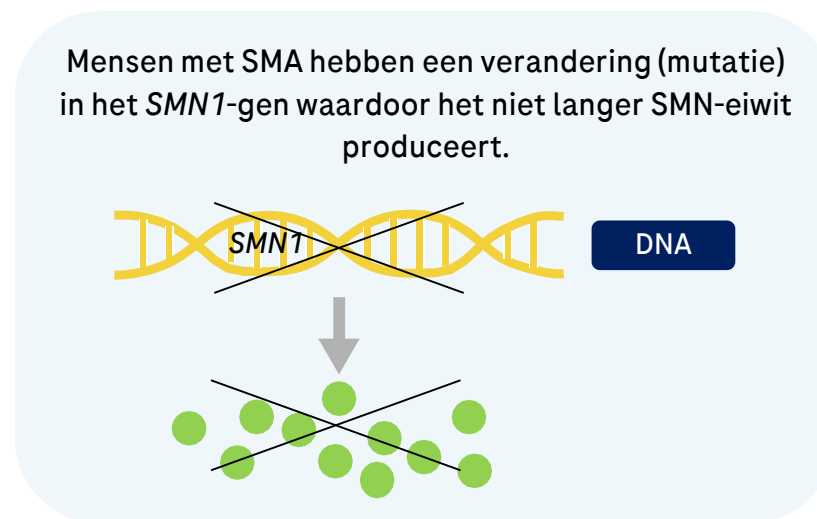 Mensen met SMA hebben een verandering (mutatie)
in het SMN1-gen waardoor het niet langer SMN-eiwit
produceert.
SMN1
DNA